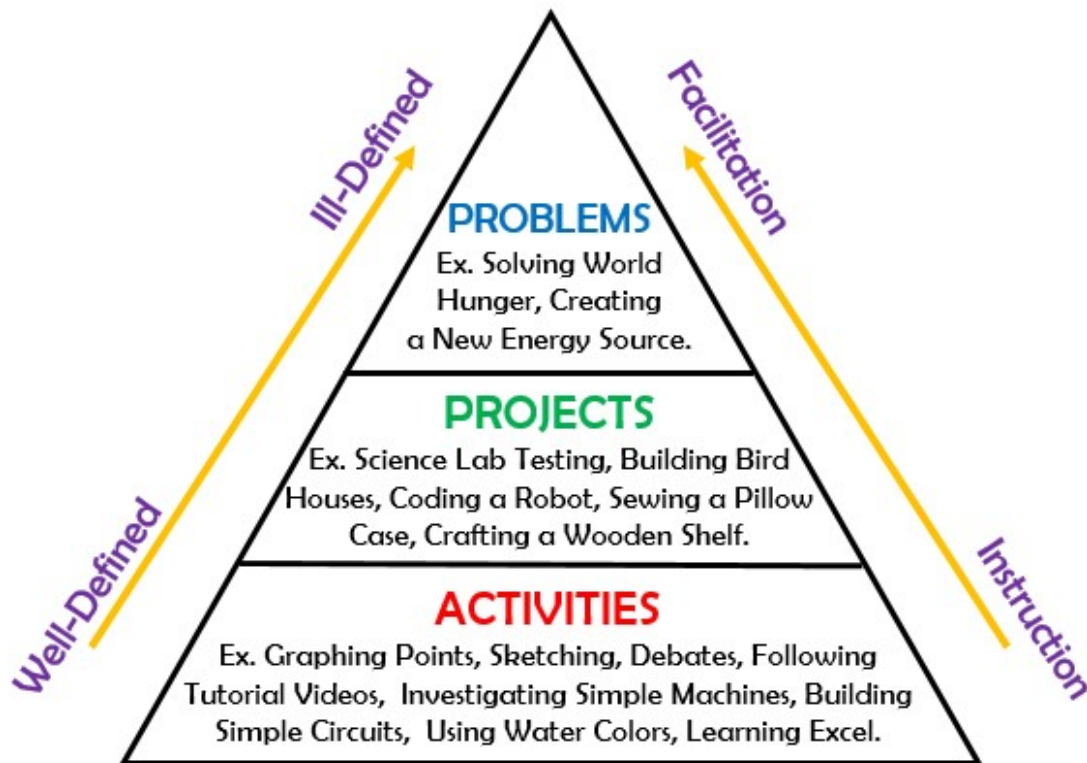 Ill-Defined
Facilitation
PROBLEMS
Ex. Solving World
Hunger, Creating
a New Energy Source.
PROJECTS
Ex. Science Lab Testing, Building Bird
Houses, Coding a Robot, Sewing a Pillow
Case, Crafting a Wooden Shelf.
Well-Defined
Instruction
ACTIVITIES
Ex. Graphing Points, Sketching, Debates, Following
Tutorial Videos,  Investigating Simple Machines, Building
Simple Circuits,  Using Water Colors, Learning Excel.